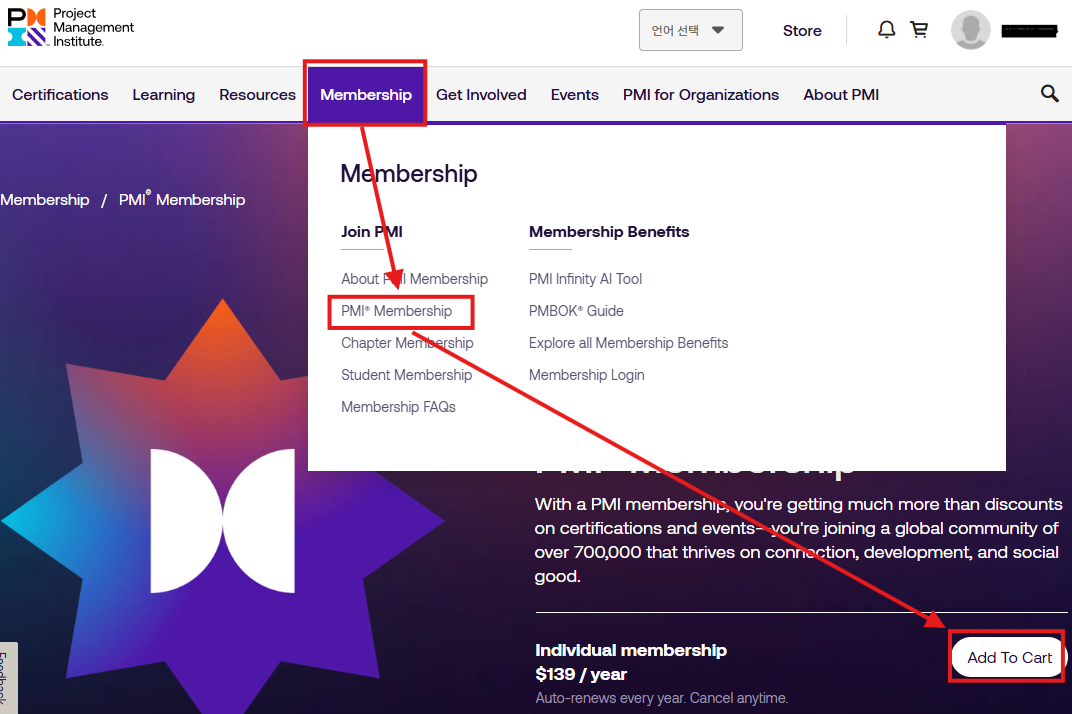 Project
Management
Institute.
언어 선택
Store
Certifications
Learning
Resources
Membership
Get Involved
Events
PMI for Organizations
About PMI
Membership / PMI® Membership
Membership
Join PMI
About PMI Membership
PMI® Membership
Chapter Membership
Student Membership
Membership FAQs
Membership Benefits
PMI Infinity AI Tool
PMBOK® Guide
Explore all Membership Benefits
Membership Login
PMI® Membership
With a PMI membership, you're getting much more than discounts
on certifications and events—you're joining a global community of
over 700,000 that thrives on connection, development, and social
good.
Individual membership
$139 / year
Auto-renews every year. Cancel anytime.
Add To Cart
Feedback